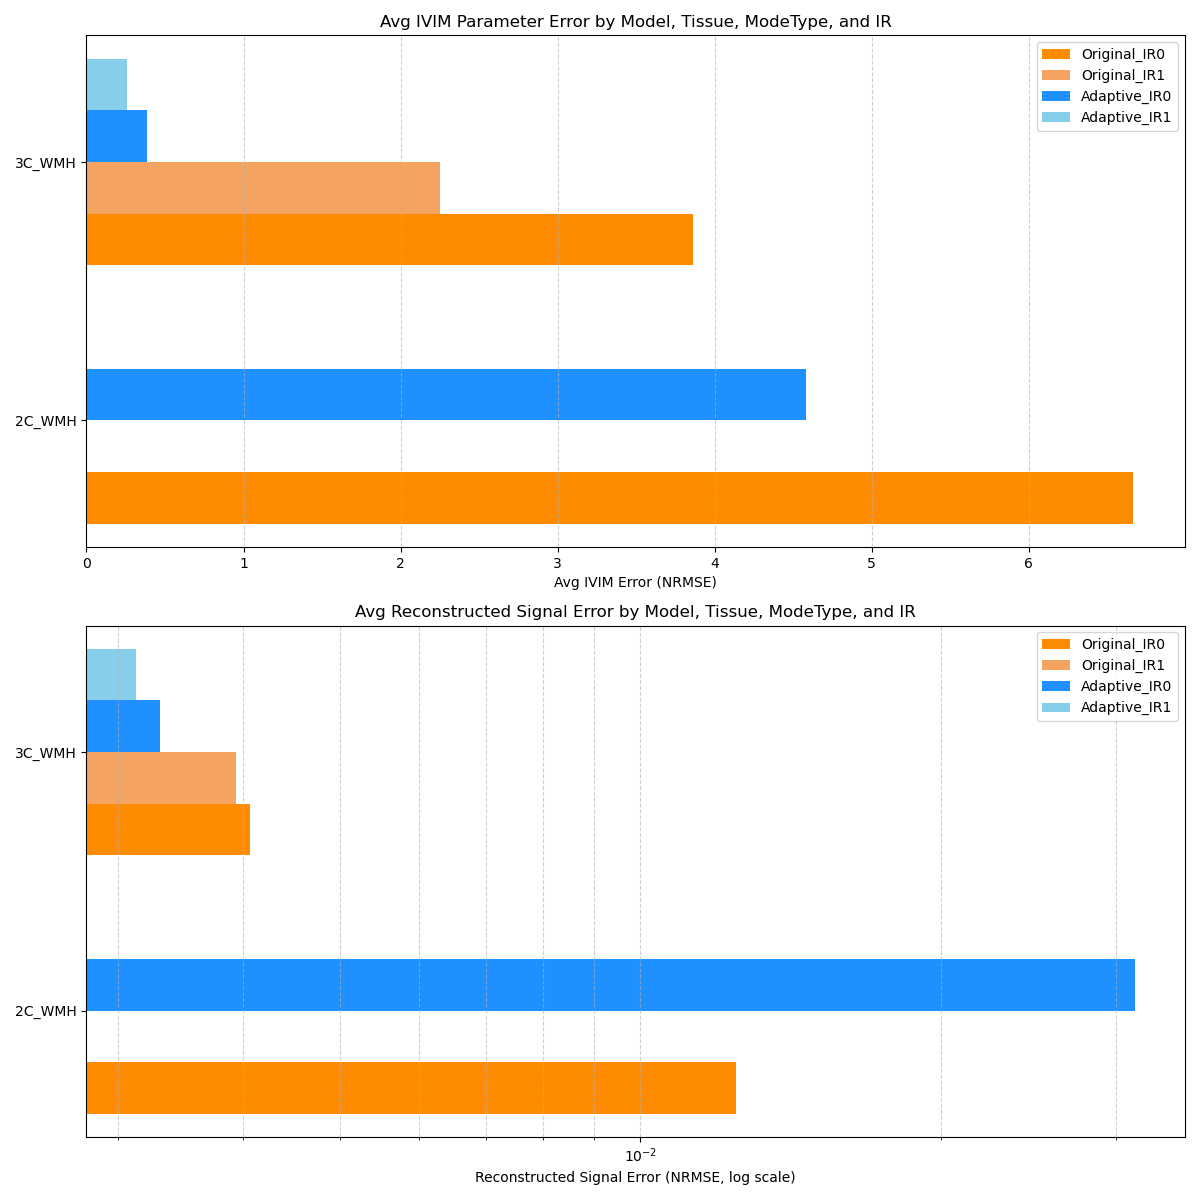 Avg IVIM Parameter Error by Model, Tissue, ModeType, and IR
Original_IR0
Original_IR1
Adaptive_IR0
Adaptive_IR1
3C_WMH
2C_WMH
0 1 2 3 4 5 6
Avg IVIM Error (NRMSE)
Avg Reconstructed Signal Error by Model, Tissue, ModeType, and IR
Original_IR0
Original_IR1
Adaptive_IR0
Adaptive_IR1
3C_WMH
2C_WMH
10⁻²
Reconstructed Signal Error (NRMSE, log scale)